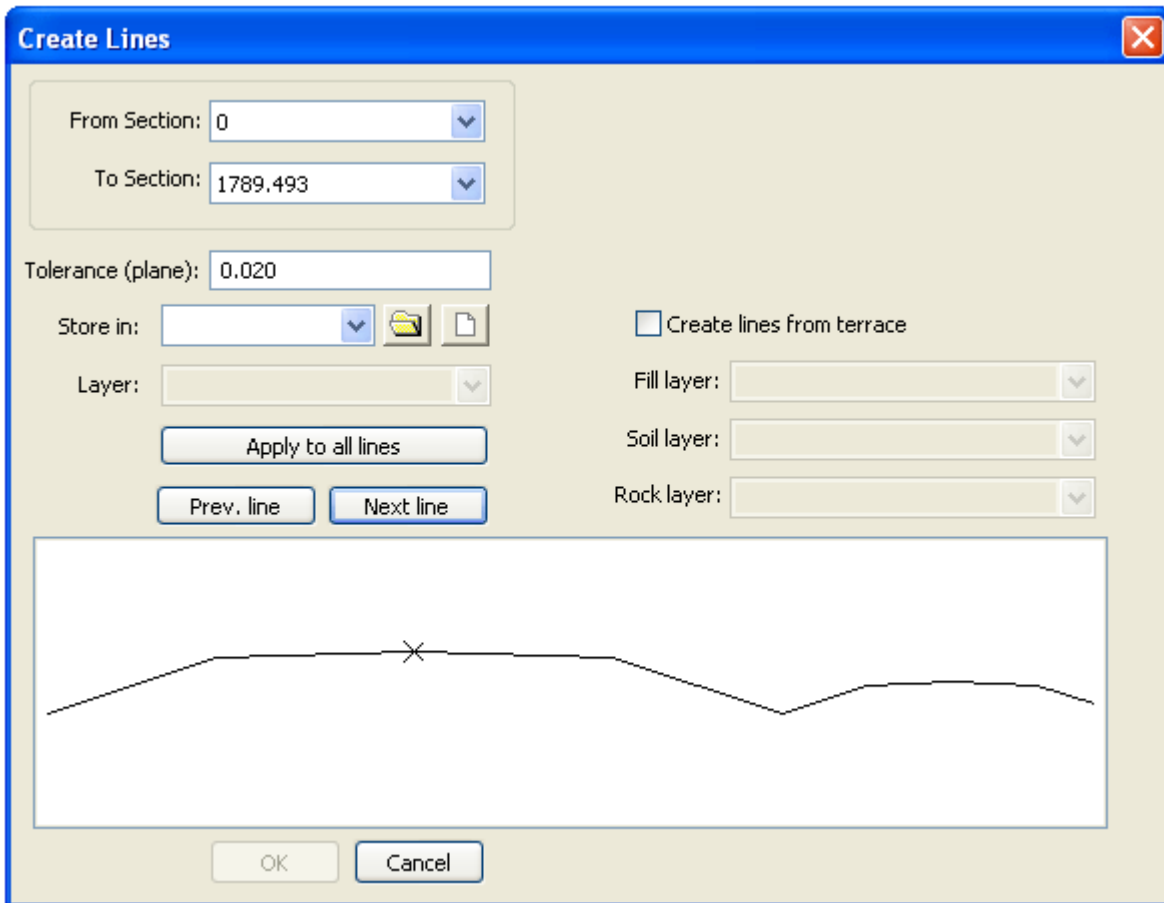 Create Lines
From Section: 0
To Section: 1789.493
Tolerance (plane): 0.020
Store in:
Create lines from terrace
Layer:
Fill layer:
Apply to all lines
Soil layer:
Prev. line
Next line
Rock layer:
OK
Cancel